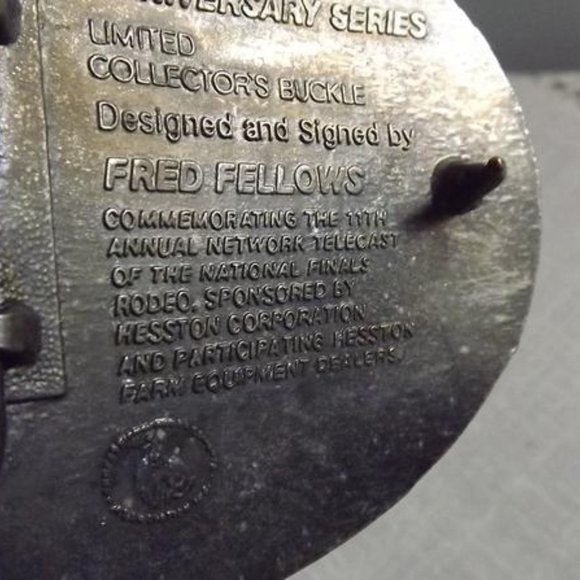 NIVERSARY SERIES
LIMITED
COLLECTOR'S BUCKLE
Designed and Signed by
FRED FELLOWS
COMMEMORATING THE 11TH
ANNUAL NETWORK TELECAST
OF THE NATIONAL FINALS
RODEO. SPONSORED BY
HESSTON CORPORATION
AND PARTICIPATING HESSTON
FARM EQUIPMENT DEALERS.